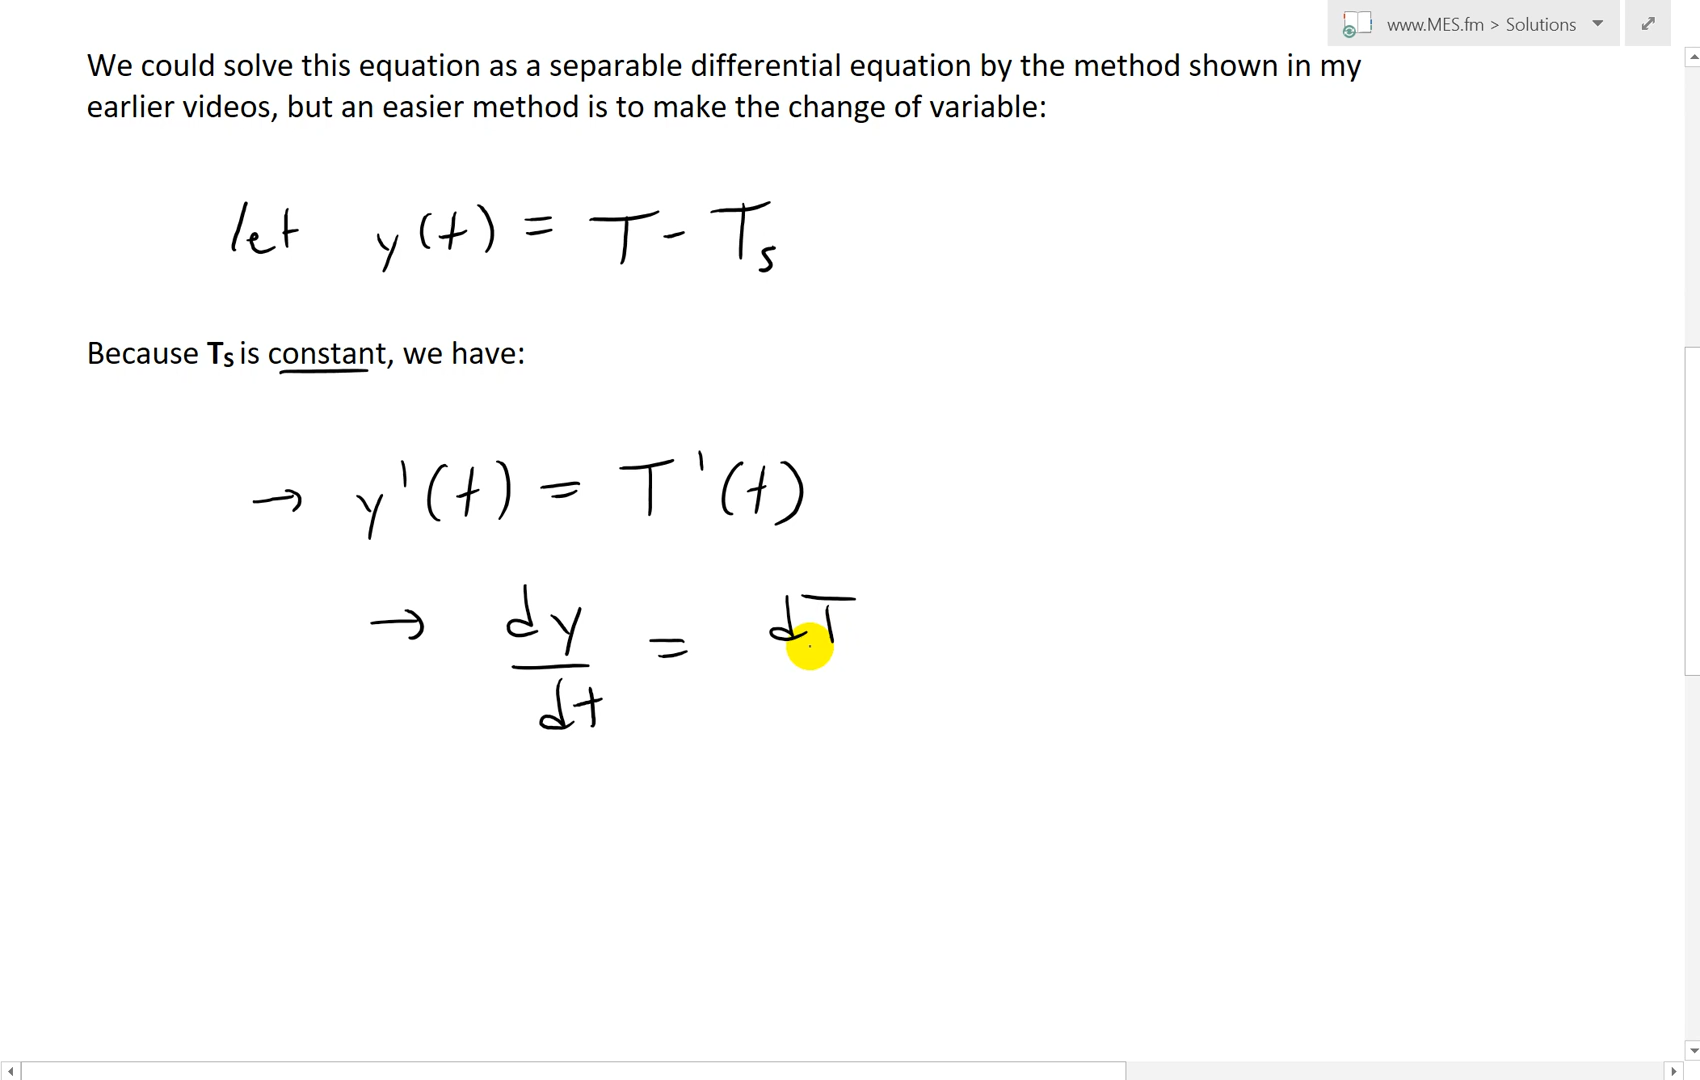 www.MES.fm > Solutions
We could solve this equation as a separable differential equation by the method shown in my
earlier videos, but an easier method is to make the change of variable:
let y(t) = T - Ts
Because Ts is constant, we have:
→ y'(t) = T'(t)
→ dy/dt = dT